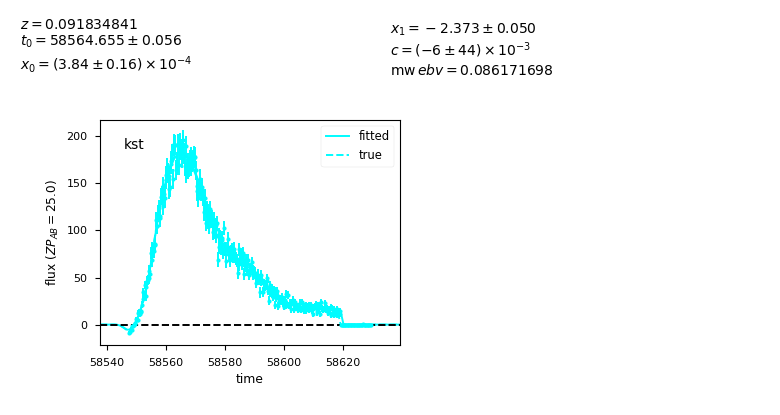 z = 0.091834841
t₀ = 58564.655 ± 0.056
x₀ = (3.84 ± 0.16) × 10⁻⁴
x₁ = − 2.373 ± 0.050
c = (−6 ± 44) × 10⁻³
mw ebv = 0.086171698
kst
fitted
true
200
150
100
50
0
flux (ZP_AB = 25.0)
58540 58560 58580 58600 58620
time